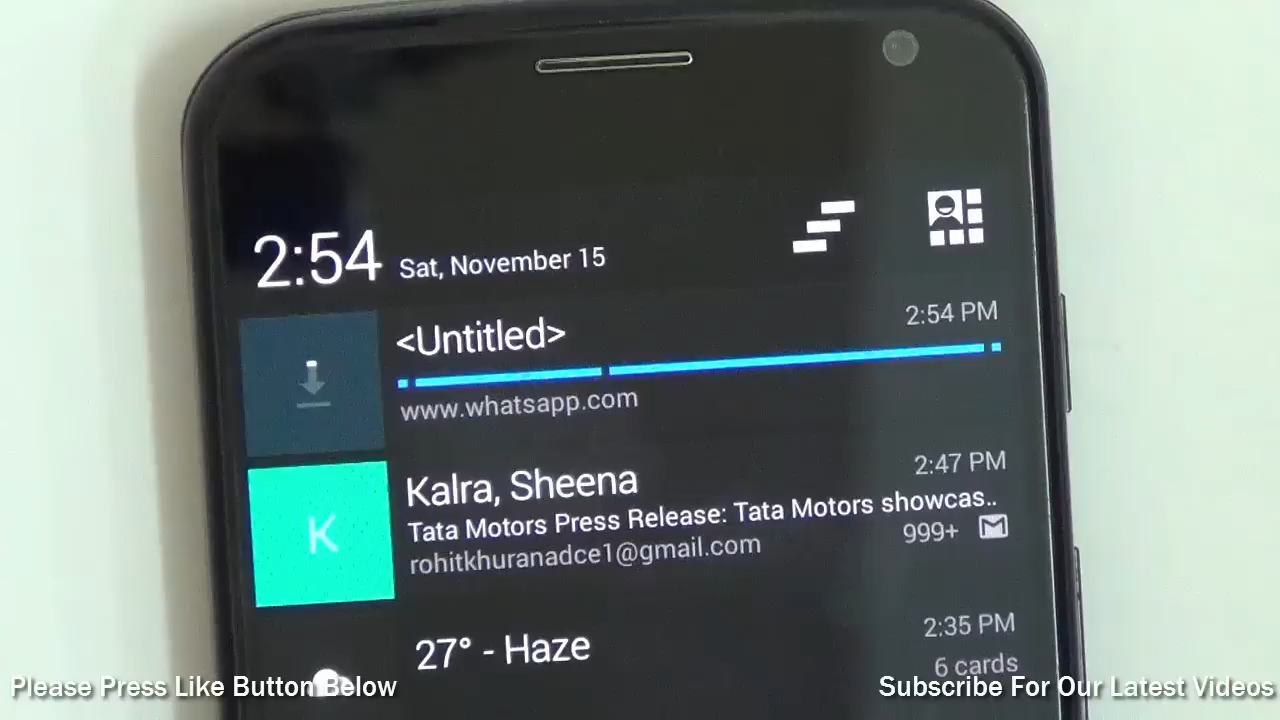 2:54 Sat, November 15
<Untitled> 2:54 PM
www.whatsapp.com
K
Kalra, Sheena 2:47 PM
Tata Motors Press Release: Tata Motors showcas..
rohitkhuranadce1@gmail.com 999+
27° - Haze 2:35 PM
6 cards
Please Press Like Button Below
Subscribe For Our Latest Videos